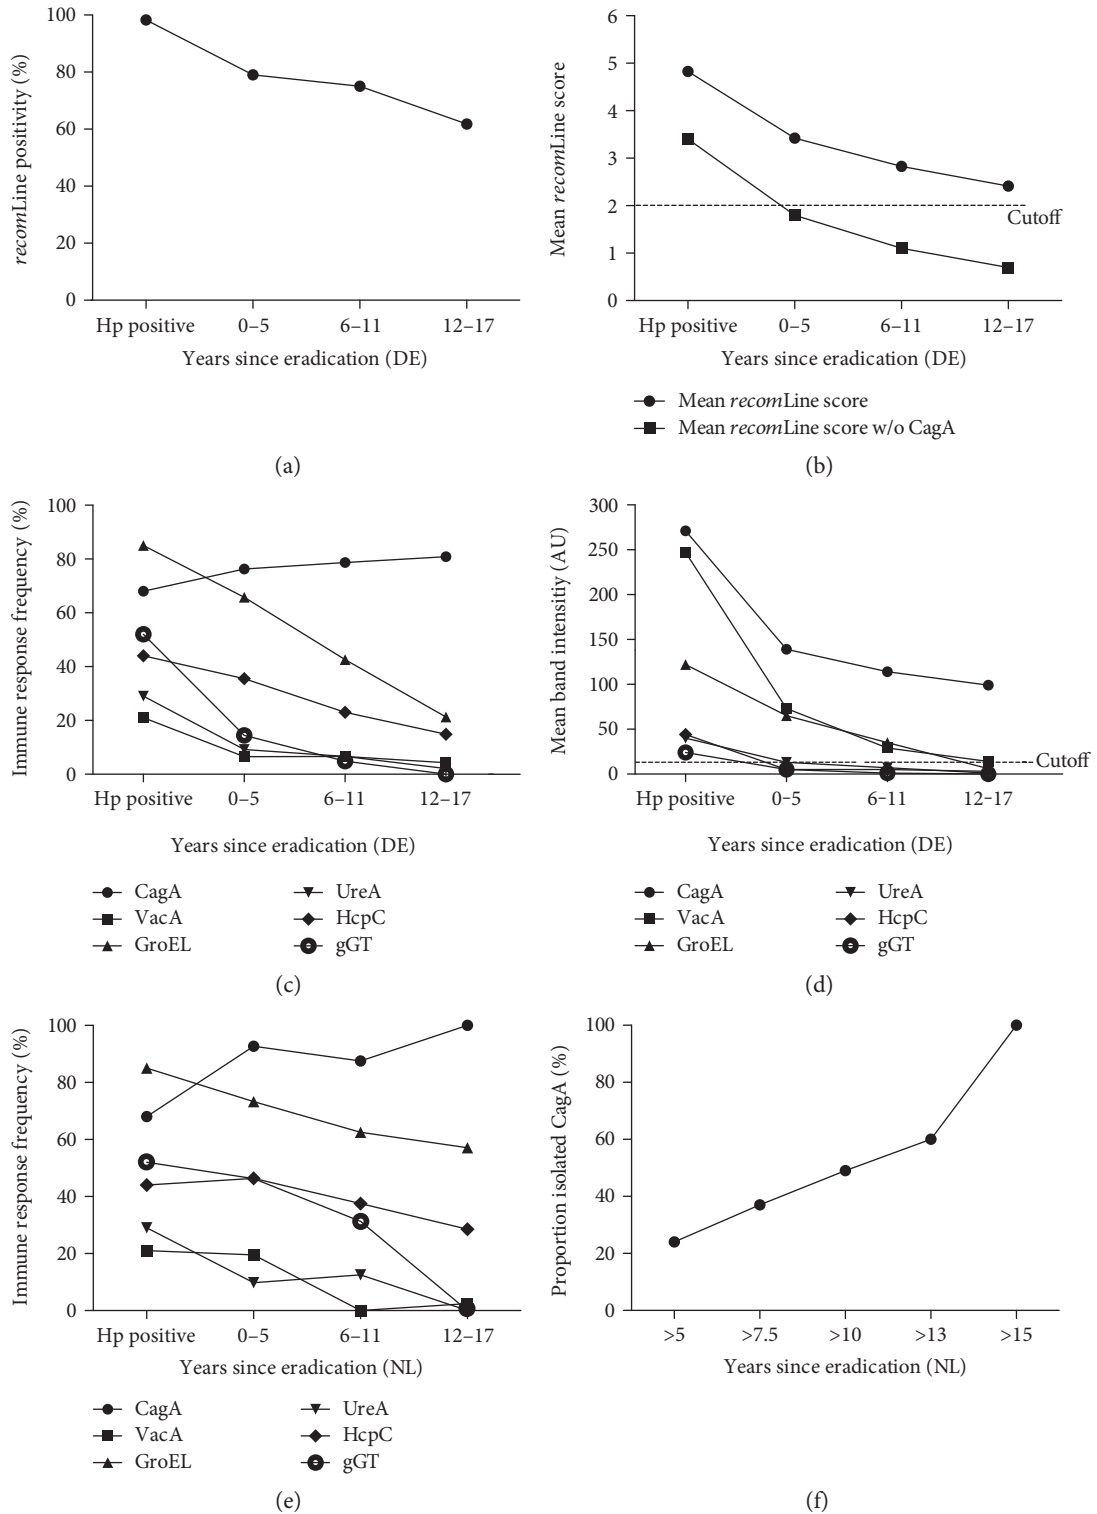 recomLine positivity (%)
100
80
60
40
20
0
Hp positive 0–5 6–11 12–17
Years since eradication (DE)
(a)
Mean recomLine score
6
5
4
3
2
1
0
Cutoff
Hp positive 0–5 6–11 12–17
Years since eradication (DE)
Mean recomLine score
Mean recomLine score w/o CagA
(b)
Immune response frequency (%)
100
80
60
40
20
0
Hp positive 0–5 6–11 12–17
Years since eradication (DE)
CagA UreA
VacA HcpC
GroEL gGT
(c)
Mean band intensitiy (AU)
300
250
200
150
100
50
0
Cutoff
Hp positive 0–5 6–11 12–17
Years since eradication (DE)
CagA UreA
VacA HcpC
GroEL gGT
(d)
Immune response frequency (%)
100
80
60
40
20
0
Hp positive 0–5 6–11 12–17
Years since eradication (NL)
CagA UreA
VacA HcpC
GroEL gGT
(e)
Proportion isolated CagA (%)
100
80
60
40
20
0
>5 >7.5 >10 >13 >15
Years since eradication (NL)
(f)